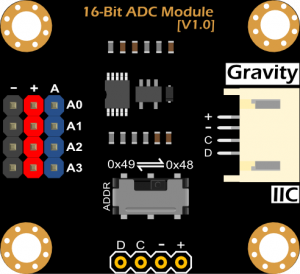 16-Bit ADC Module
[V1.0]
- + A
A0
A1
A2
A3
Gravity
+
-
C
D
IIC
0x49 0x48
ADDR
D C - +